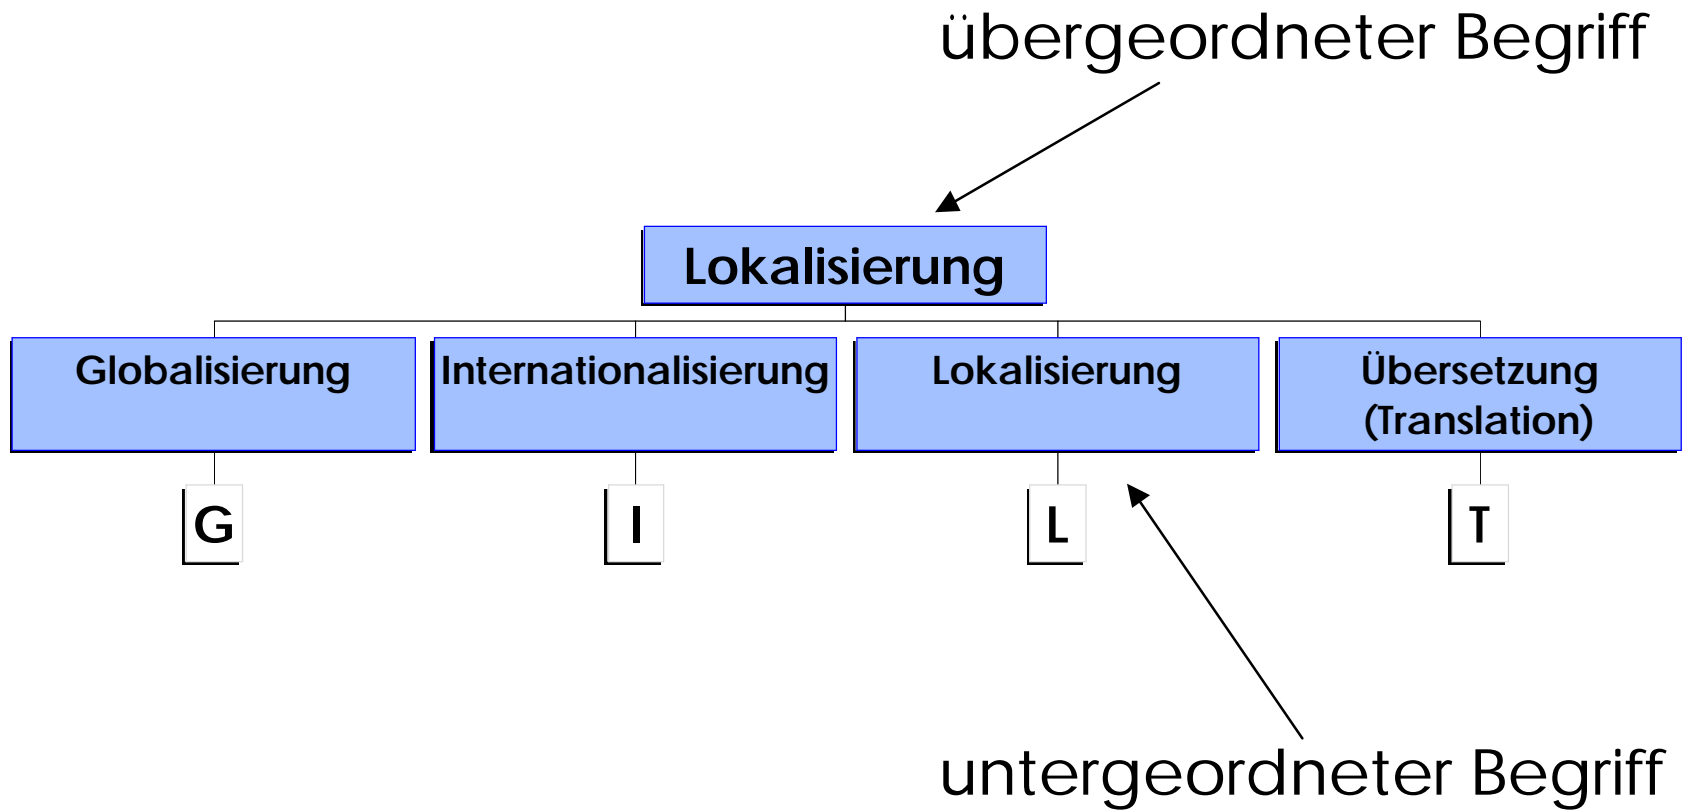 übergeordneter Begriff
Lokalisierung
Globalisierung
Internationalisierung
Lokalisierung
Übersetzung
(Translation)
G
I
L
T
untergeordneter Begriff